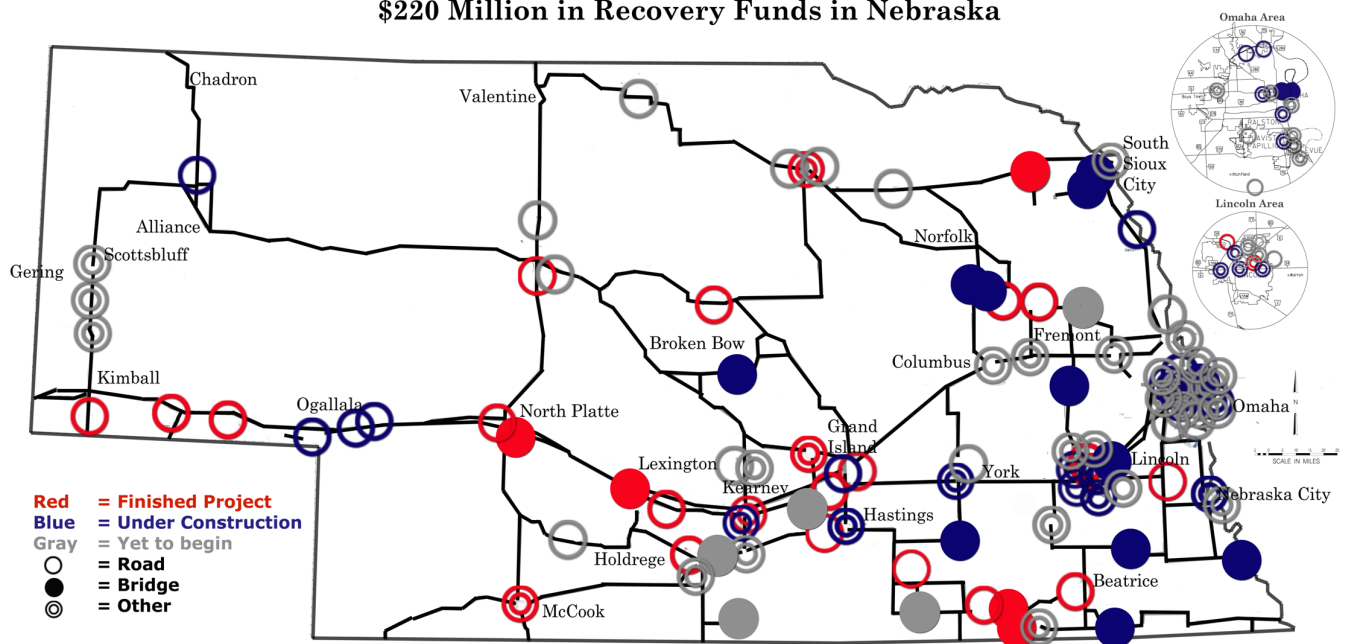 $220 Million in Recovery Funds in Nebraska
Omaha Area
Chadron
Valentine
South
Sioux
City
Lincoln Area
Alliance
Norfolk
Scottsbluff
Gering
Broken Bow
Fremont
Columbus
Kimball
Ogallala
North Platte
Omaha
Grand
Island
SCALE IN MILES
Lexington
York
Lincoln
Kearney
Nebraska City
Hastings
Holdrege
Beatrice
McCook
Red = Finished Project
Blue = Under Construction
Gray = Yet to begin
= Road
= Bridge
= Other